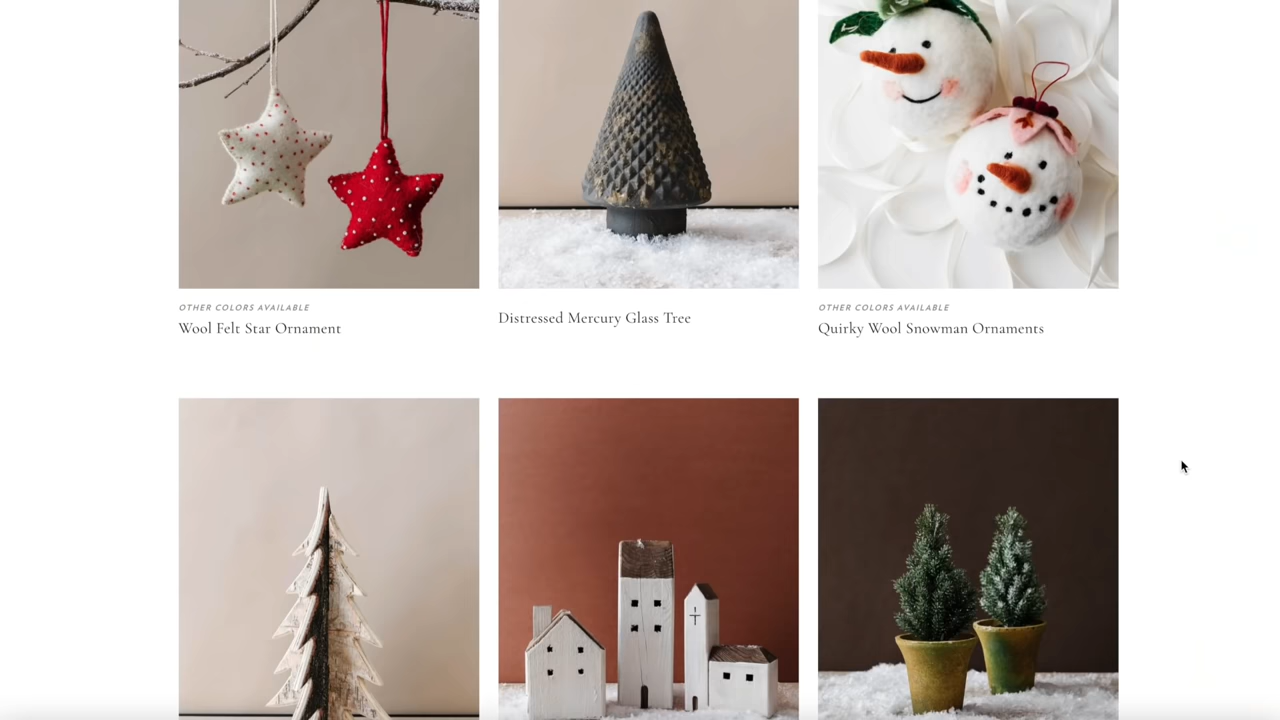 OTHER COLORS AVAILABLE
Wool Felt Star Ornament
Distressed Mercury Glass Tree
OTHER COLORS AVAILABLE
Quirky Wool Snowman Ornaments